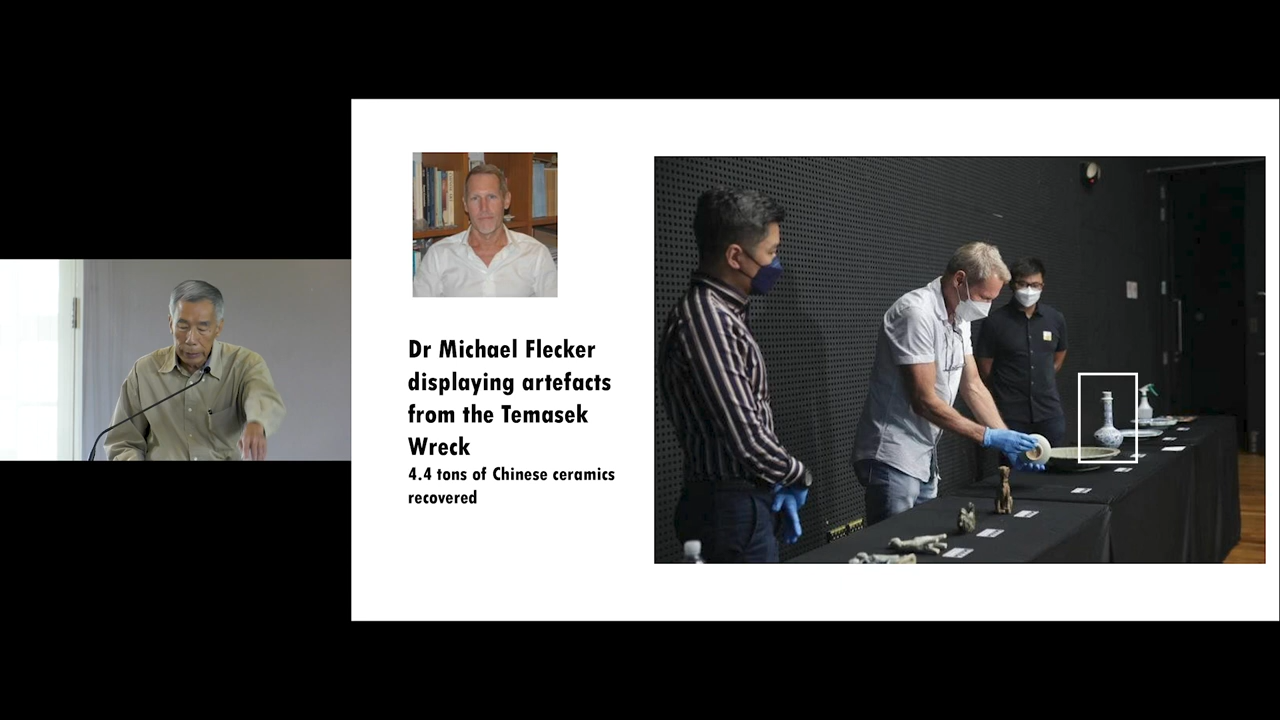 Dr Michael Flecker
displaying artefacts
from the Temasek
Wreck
4.4 tons of Chinese ceramics
recovered